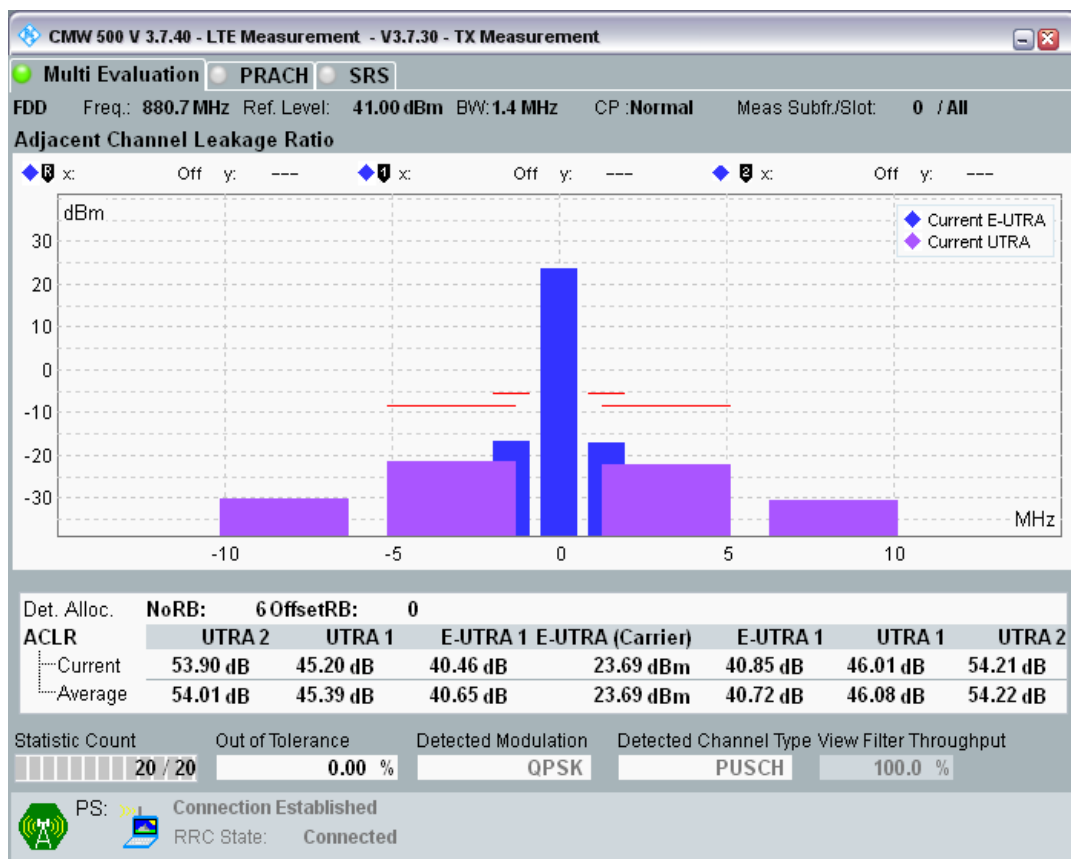 CMW 500 V 3.7.40 - LTE Measurement - V3.7.30 - TX Measurement
Multi Evaluation PRACH SRS
FDD Freq.: 880.7 MHz Ref. Level: 41.00 dBm BW: 1.4 MHz CP :Normal Meas Subfr./Slot: 0 / All
Adjacent Channel Leakage Ratio
R x: Off y: --- 1 x: Off y: --- 2 x: Off y: ---
dBm
Current E-UTRA
Current UTRA
30
20
10
0
-10
-20
-30
MHz
-10 -5 0 5 10
Det. Alloc. NoRB: 6 OffsetRB: 0
ACLR UTRA 2 UTRA 1 E-UTRA 1 E-UTRA (Carrier) E-UTRA 1 UTRA 1 UTRA 2
Current 53.90 dB 45.20 dB 40.46 dB 23.69 dBm 40.85 dB 46.01 dB 54.21 dB
Average 54.01 dB 45.39 dB 40.65 dB 23.69 dBm 40.72 dB 46.08 dB 54.22 dB
Statistic Count Out of Tolerance Detected Modulation Detected Channel Type View Filter Throughput
20 / 20 0.00 % QPSK PUSCH 100.0 %
PS: Connection Established
RRC State: Connected